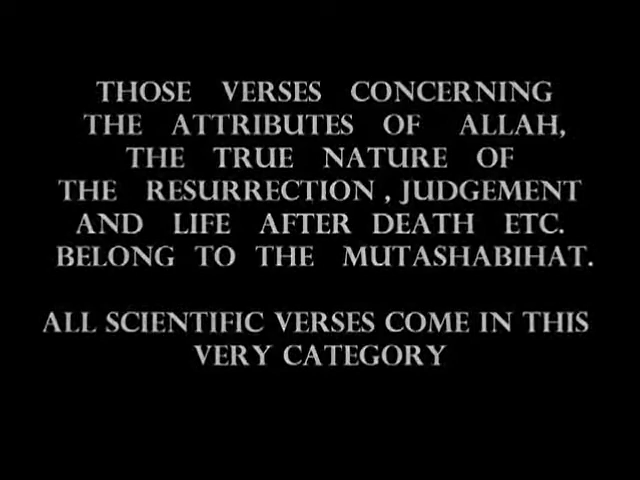 THOSE VERSES CONCERNING
THE ATTRIBUTES OF ALLAH,
THE TRUE NATURE OF
THE RESURRECTION , JUDGEMENT
AND LIFE AFTER DEATH ETC.
BELONG TO THE MUTASHABIHAT.
ALL SCIENTIFIC VERSES COME IN THIS
VERY CATEGORY